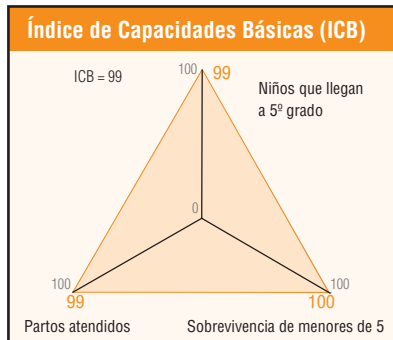 Índice de Capacidades Básicas (ICB)
ICB = 99
100
99
Niños que llegan
a 5º grado
0
100
99
100
100
Partos atendidos
Sobrevivencia de menores de 5